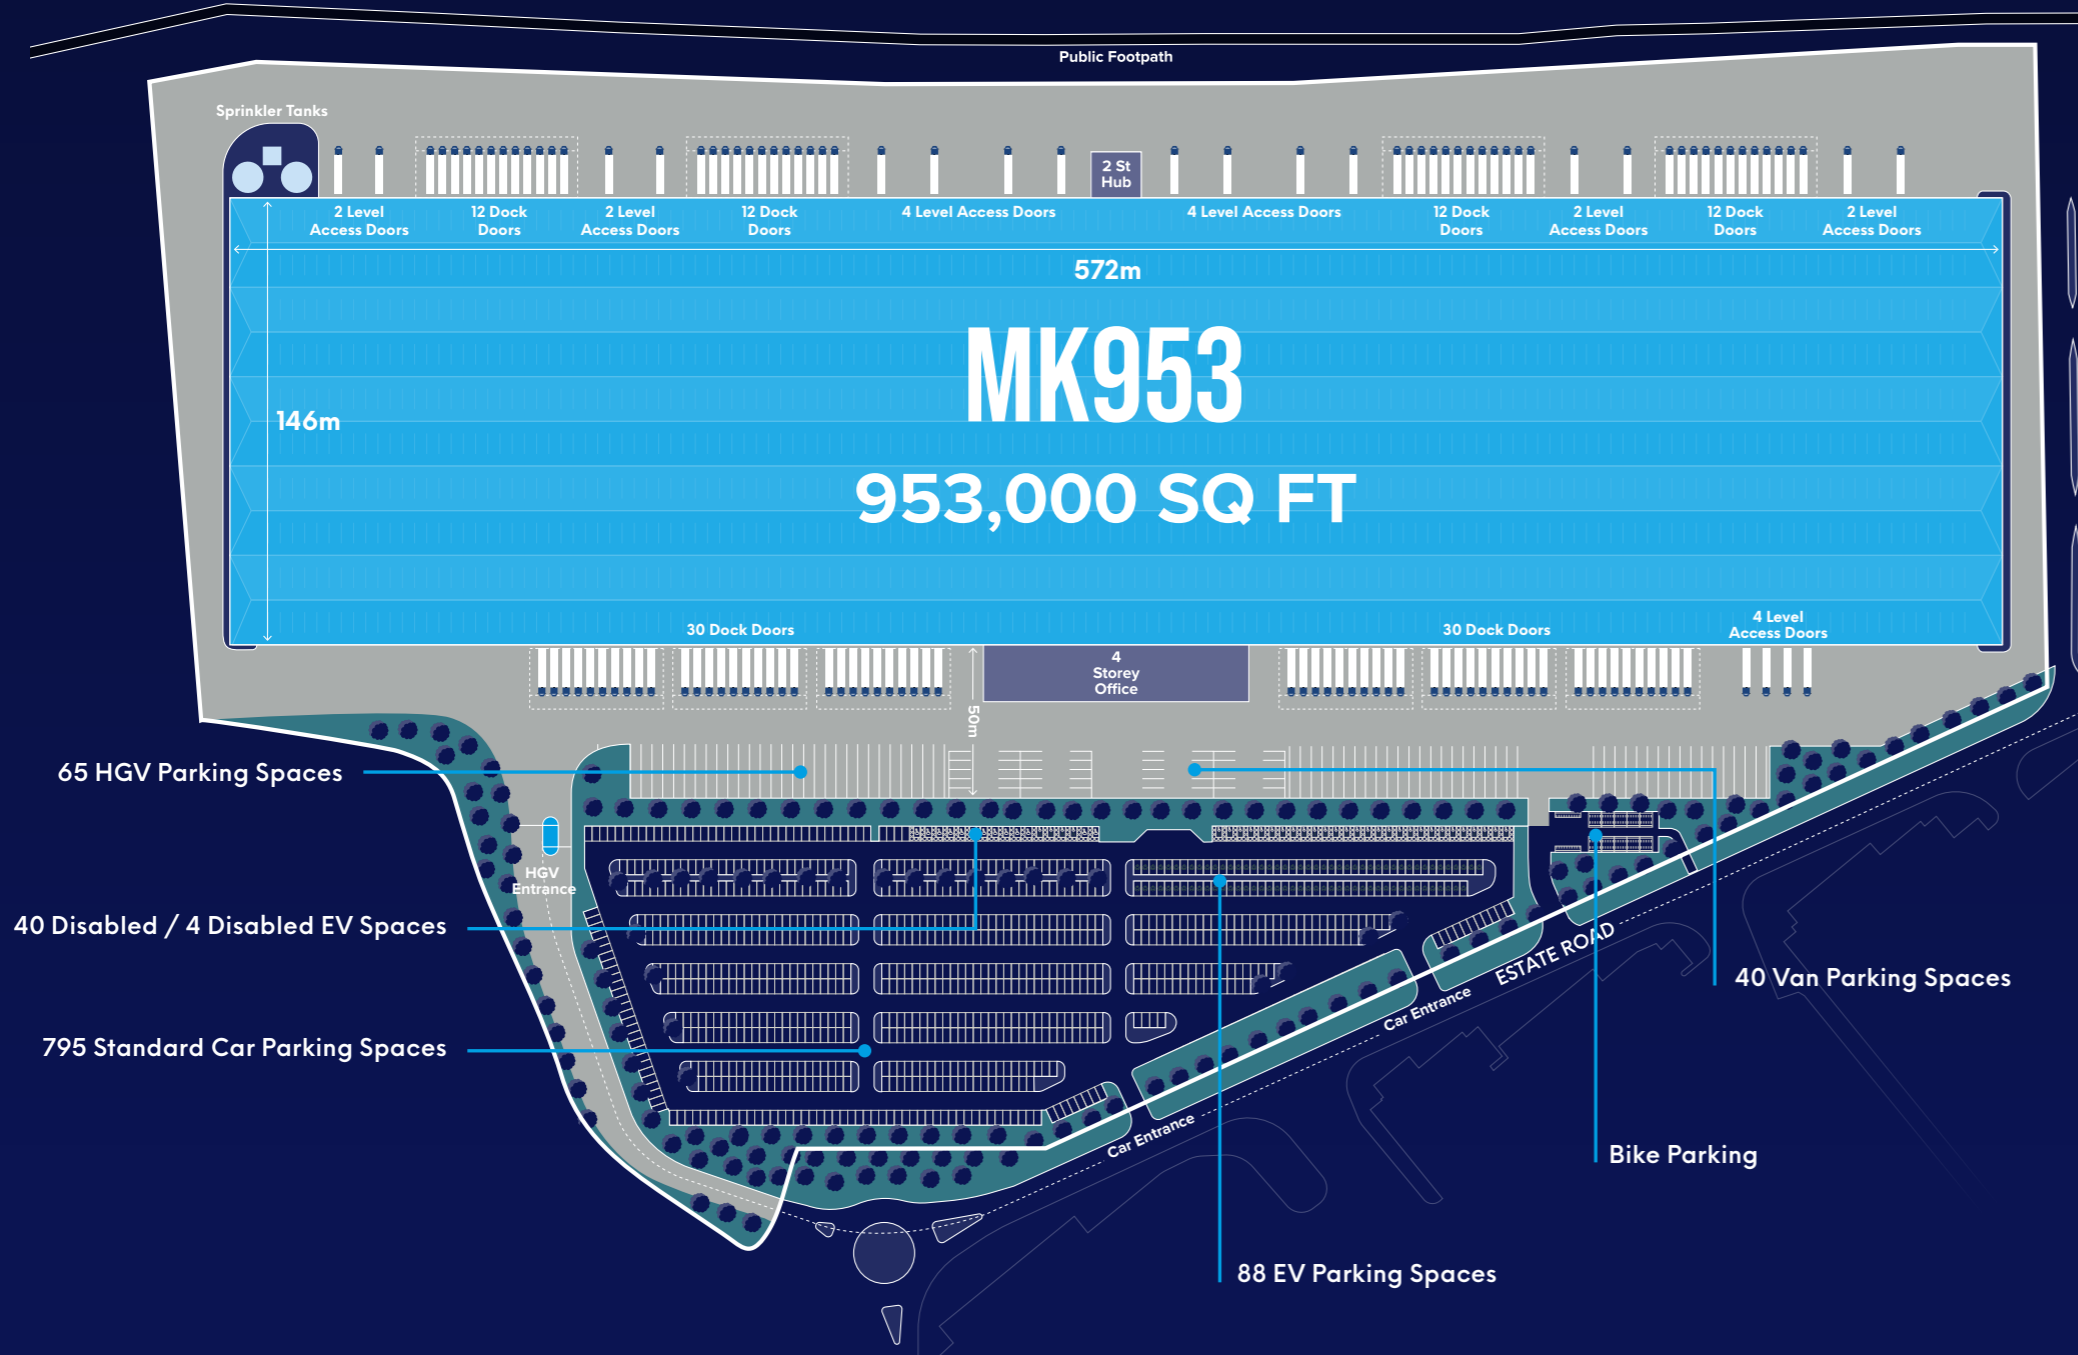 Public Footpath
Sprinkler Tanks
2 St
Hub
2 Level
Access Doors
12 Dock
Doors
2 Level
Access Doors
12 Dock
Doors
4 Level Access Doors
4 Level Access Doors
12 Dock
Doors
2 Level
Access Doors
12 Dock
Doors
2 Level
Access Doors
572m
MK953
146m
953,000 SQ FT
30 Dock Doors
30 Dock Doors
4 Level
Access Doors
4
Storey
Office
50m
65 HGV Parking Spaces
HGV
Entrance
40 Disabled / 4 Disabled EV Spaces
ESTATE ROAD
40 Van Parking Spaces
Car Entrance
795 Standard Car Parking Spaces
Car Entrance
Bike Parking
88 EV Parking Spaces